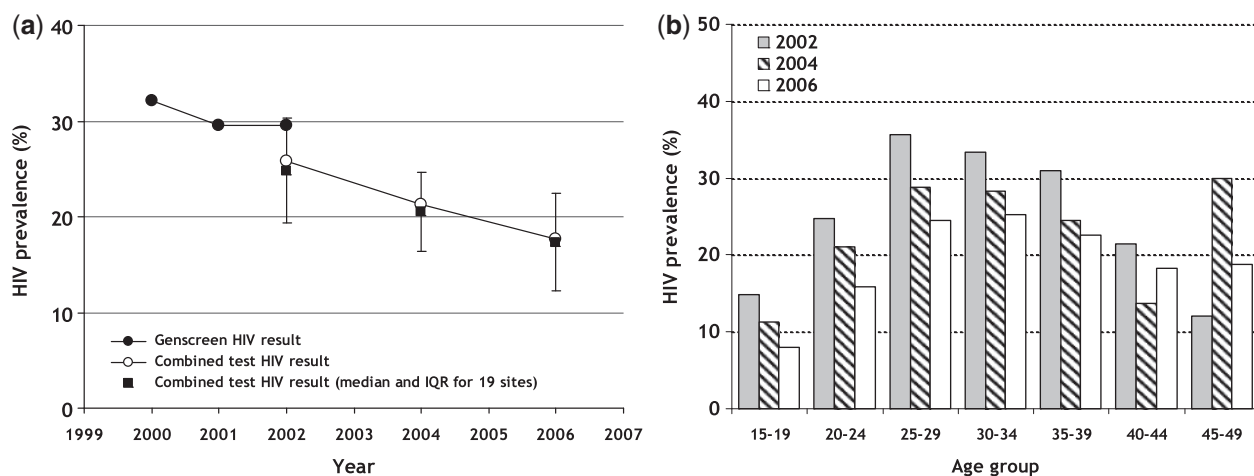 (a)
40
30
20
10
0
HIV prevalence (%)
Genscreen HIV result
Combined test HIV result
Combined test HIV result (median and IQR for 19 sites)
1999 2000 2001 2002 2003 2004 2005 2006 2007
Year
(b)
50
40
30
20
10
0
HIV prevalence (%)
2002
2004
2006
15-19 20-24 25-29 30-34 35-39 40-44 45-49
Age group